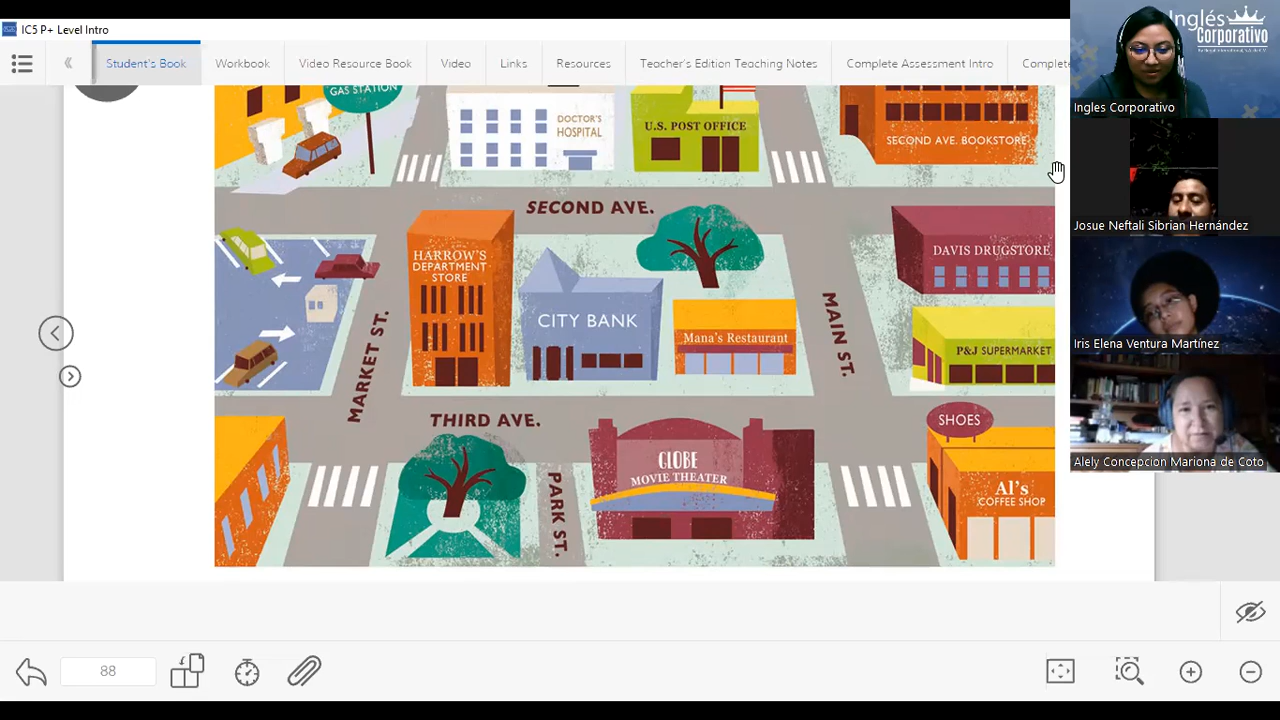 IC5 P+ Level Intro
Student's Book
Workbook
Video Resource Book
Video
Resources
Teacher's Edition Teaching Notes
Complete Assessment Intro
Inglés
Corporativo
Ingles Corporativo
Josue Neftali Sibrian Hernández
Iris Elena Ventura Martínez
Alely Concepcion Mariona de Coto
GAS STATION
DOCTOR'S
HOSPITAL
U.S. POST OFFICE
SECOND AVE. BOOKSTORE
SECOND AVE.
HARROW'S
DEPARTMENT
STORE
CITY BANK
Mana's Restaurant
DAVIS DRUGSTORE
P&J SUPERMARKET
MARKET ST.
MAIN ST.
THIRD AVE.
GLOBE
MOVIE THEATER
PARK ST.
SHOES
Al's
COFFEE SHOP
88